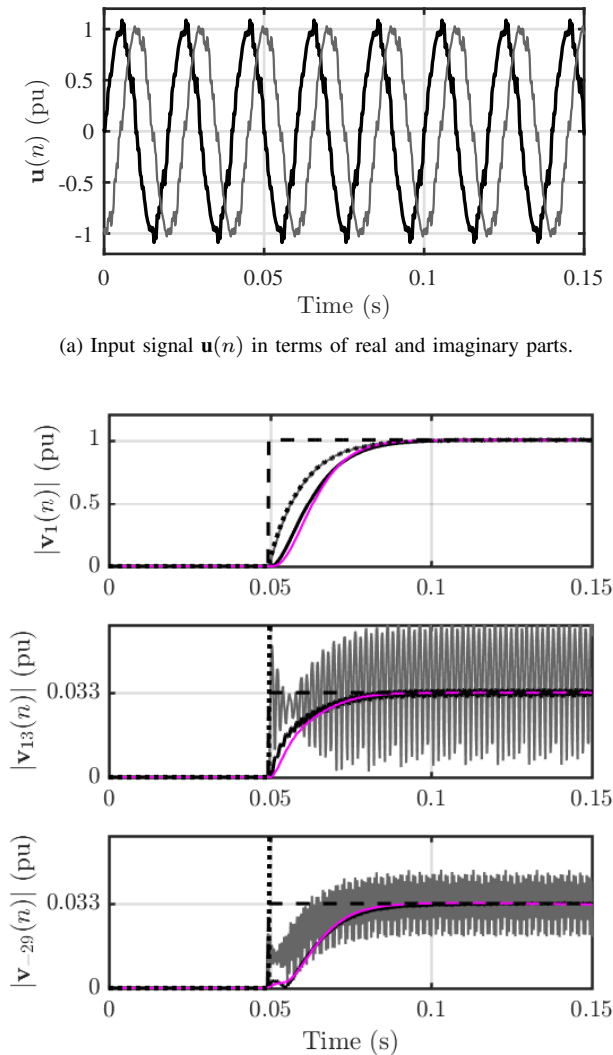 1
0.5
0
-0.5
-1
u(n) (pu)
0 0.05 0.1 0.15
Time (s)
(a) Input signal u(n) in terms of real and imaginary parts.
1
0.5
0
|v₁(n)| (pu)
0 0.05 0.1 0.15
0.033
0
|v₁₃(n)| (pu)
0 0.05 0.1 0.15
0.033
0
|v₋₂₉(n)| (pu)
0 0.05 0.1 0.15
Time (s)